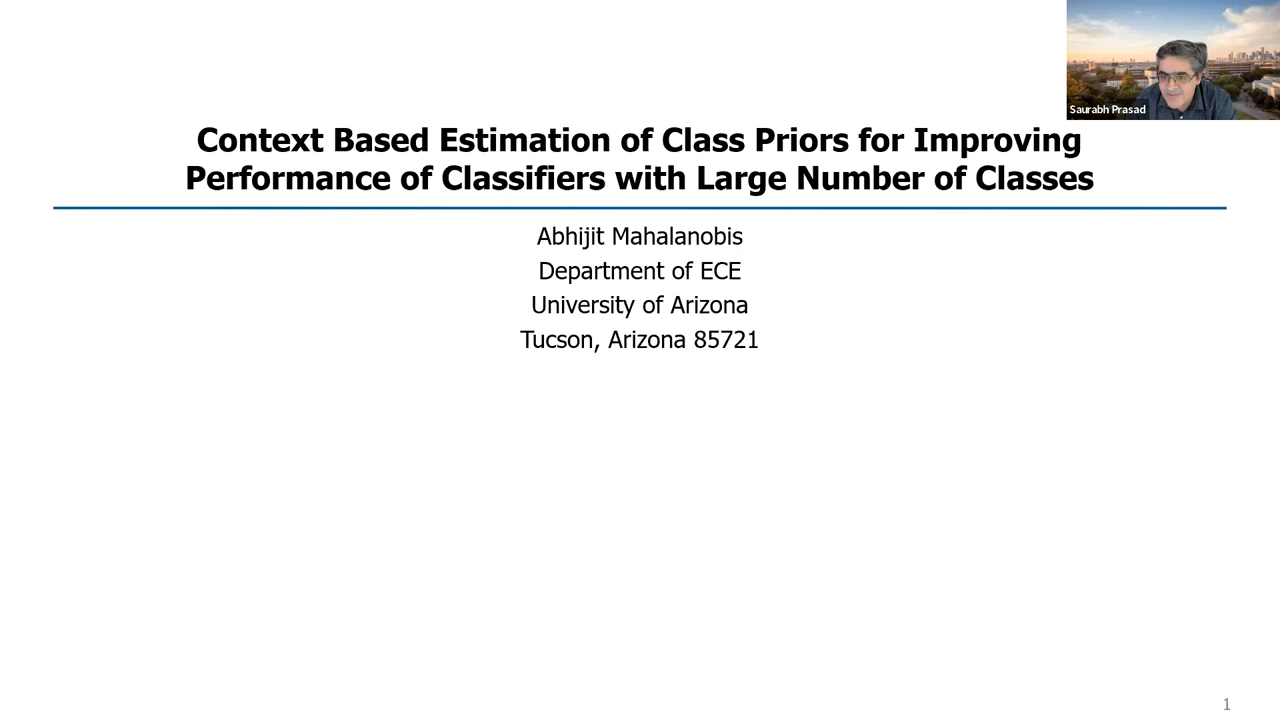 Saurabh Prasad
Context Based Estimation of Class Priors for Improving
Performance of Classifiers with Large Number of Classes
Abhijit Mahalanobis
Department of ECE
University of Arizona
Tucson, Arizona 85721
1